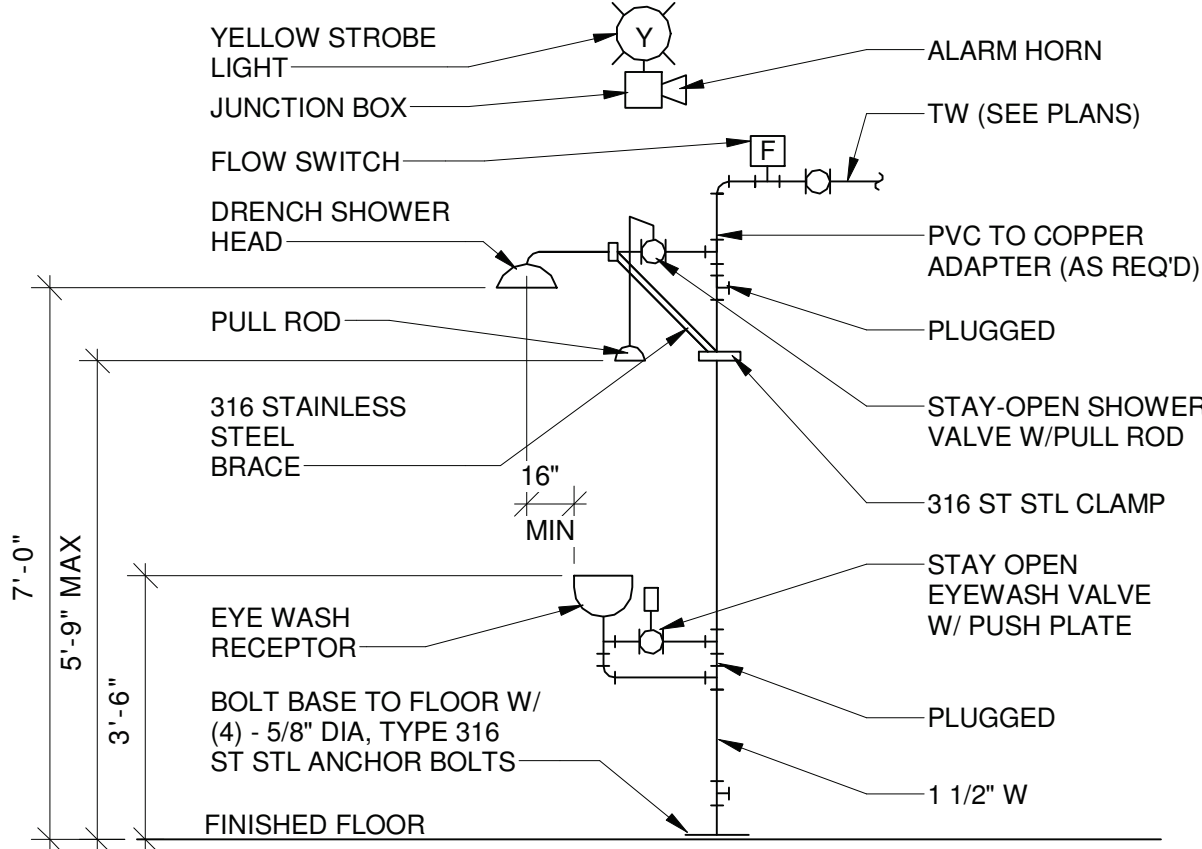 YELLOW STROBE
LIGHT
JUNCTION BOX
FLOW SWITCH
DRENCH SHOWER
HEAD
PULL ROD
316 STAINLESS
STEEL
BRACE
Y
F
ALARM HORN
TW (SEE PLANS)
PVC TO COPPER
ADAPTER (AS REQ'D)
PLUGGED
STAY-OPEN SHOWER
VALVE W/PULL ROD
316 ST STL CLAMP
STAY OPEN
EYEWASH VALVE
W/ PUSH PLATE
PLUGGED
1 1/2" W
16"
MIN
7'-0"
5'-9" MAX
3'-6"
EYE WASH
RECEPTOR
BOLT BASE TO FLOOR W/
(4) - 5/8" DIA, TYPE 316
ST STL ANCHOR BOLTS
FINISHED FLOOR